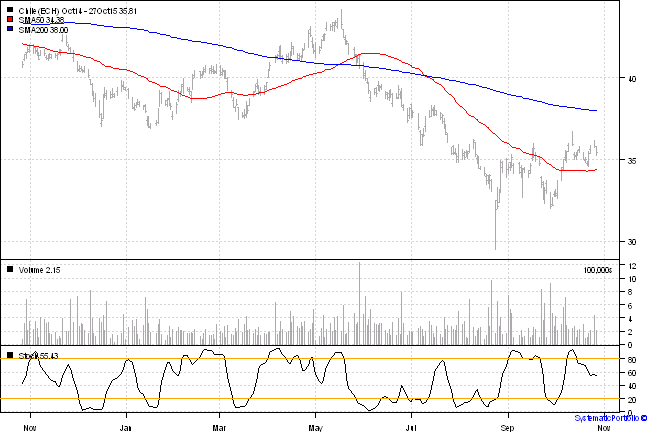 Chile (ECH) Oct14 - 27Oct15 35.81
SMA50 34.38
SMA200 38.00
40
35
30
Volume 2.15
100,000s
12
10
8
6
4
2
0
Stoch 55.43
80
60
40
20
0
Nov Jan Mar May Jul Sep Nov
SystematicPortfolio ©